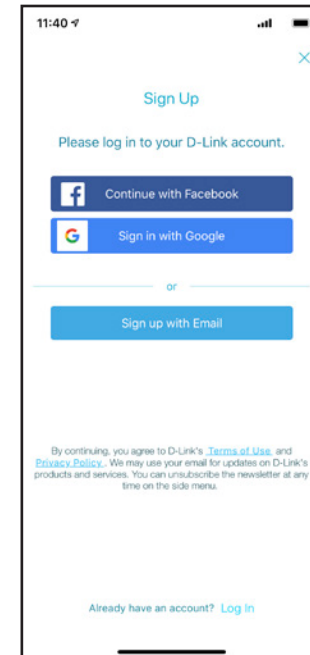 11:40
Sign Up
Please log in to your D-Link account.
Continue with Facebook
Sign in with Google
or
Sign up with Email
By continuing, you agree to D-Link's Terms of Use and
Privacy Policy. We may use your email for updates on D-Link's
products and services. You can unsubscribe the newsletter at any
time on the side menu.
Already have an account? Log In